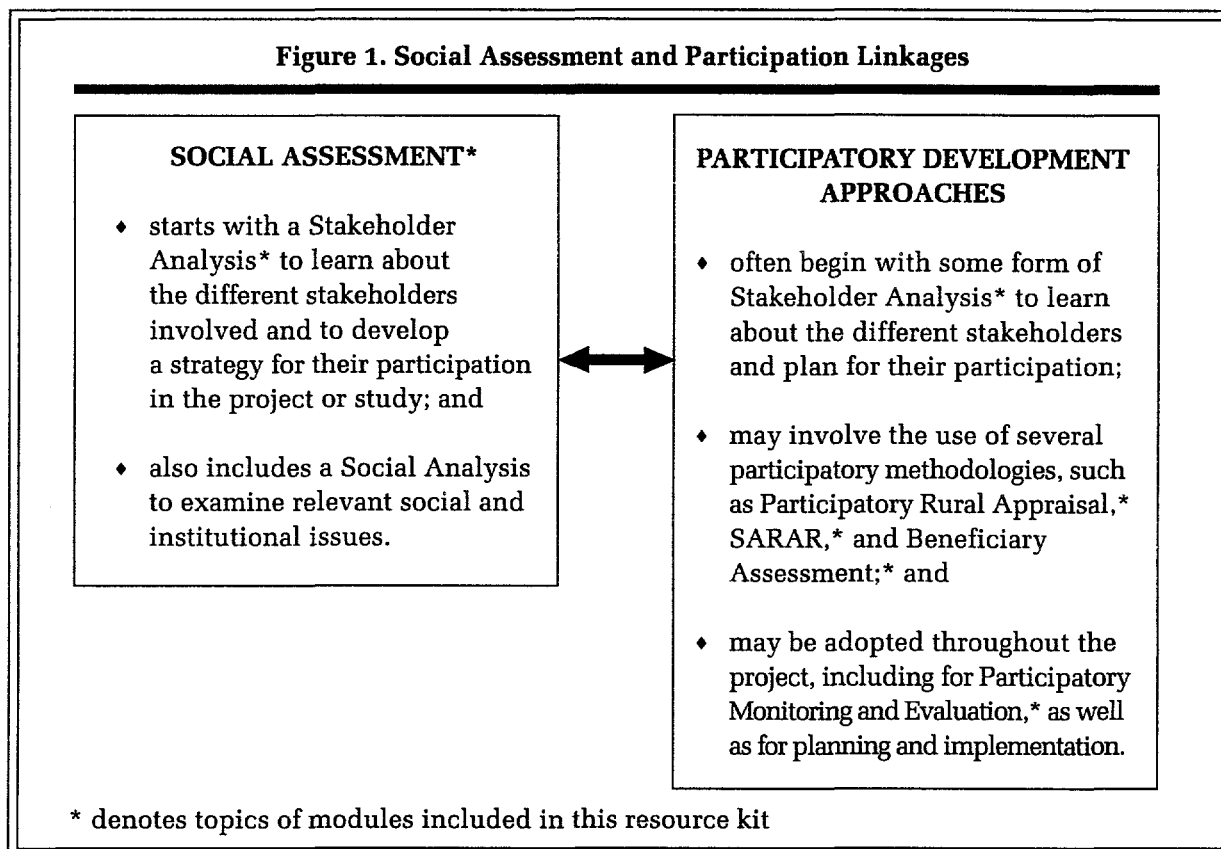 Figure 1. Social Assessment and Participation Linkages
SOCIAL ASSESSMENT*
♦ starts with a Stakeholder
Analysis* to learn about
the different stakeholders
involved and to develop
a strategy for their participation
in the project or study; and
♦ also includes a Social Analysis
to examine relevant social and
institutional issues.
PARTICIPATORY DEVELOPMENT
APPROACHES
♦ often begin with some form of
Stakeholder Analysis* to learn
about the different stakeholders
and plan for their participation;
♦ may involve the use of several
participatory methodologies, such
as Participatory Rural Appraisal,*
SARAR,* and Beneficiary
Assessment;* and
♦ may be adopted throughout the
project, including for Participatory
Monitoring and Evaluation,* as well
as for planning and implementation.
* denotes topics of modules included in this resource kit